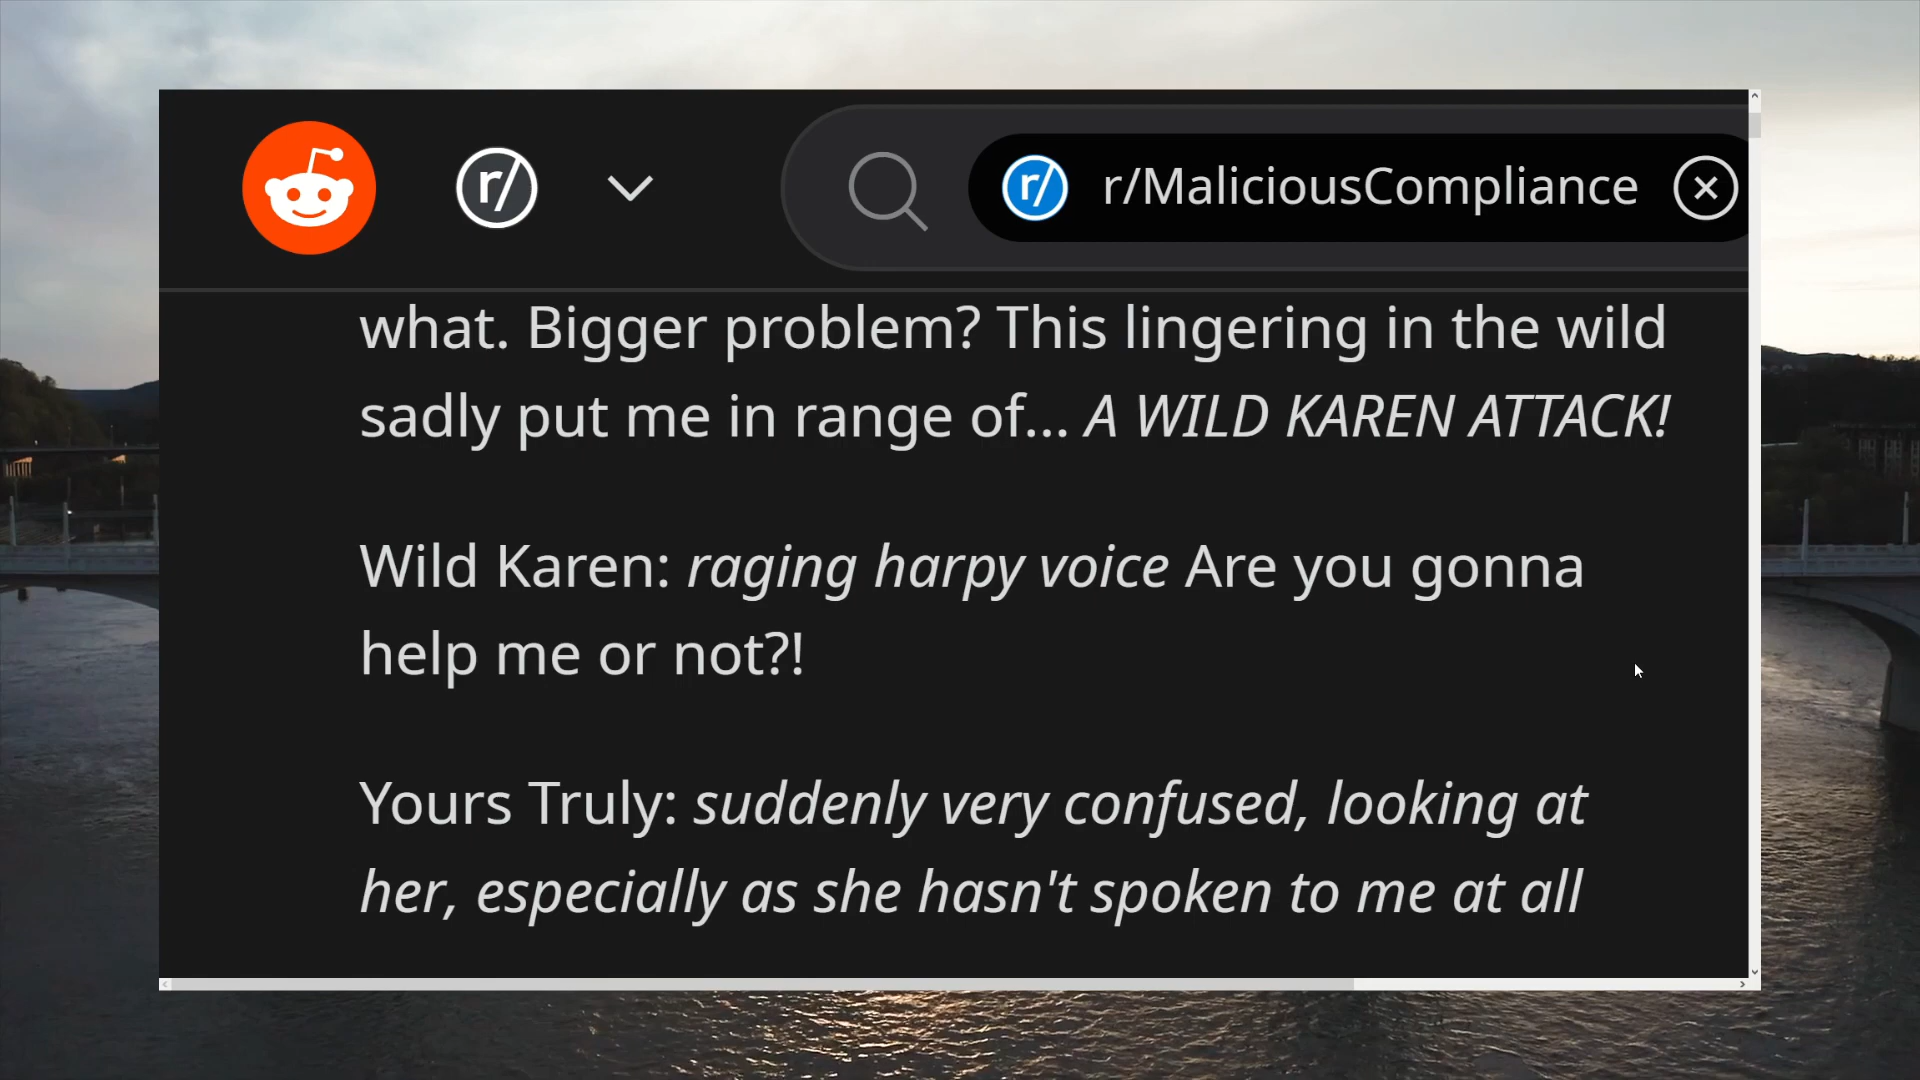 r/
r/ r/MaliciousCompliance
what. Bigger problem? This lingering in the wild
sadly put me in range of... A WILD KAREN ATTACK!
Wild Karen: raging harpy voice Are you gonna
help me or not?!
Yours Truly: suddenly very confused, looking at
her, especially as she hasn't spoken to me at all